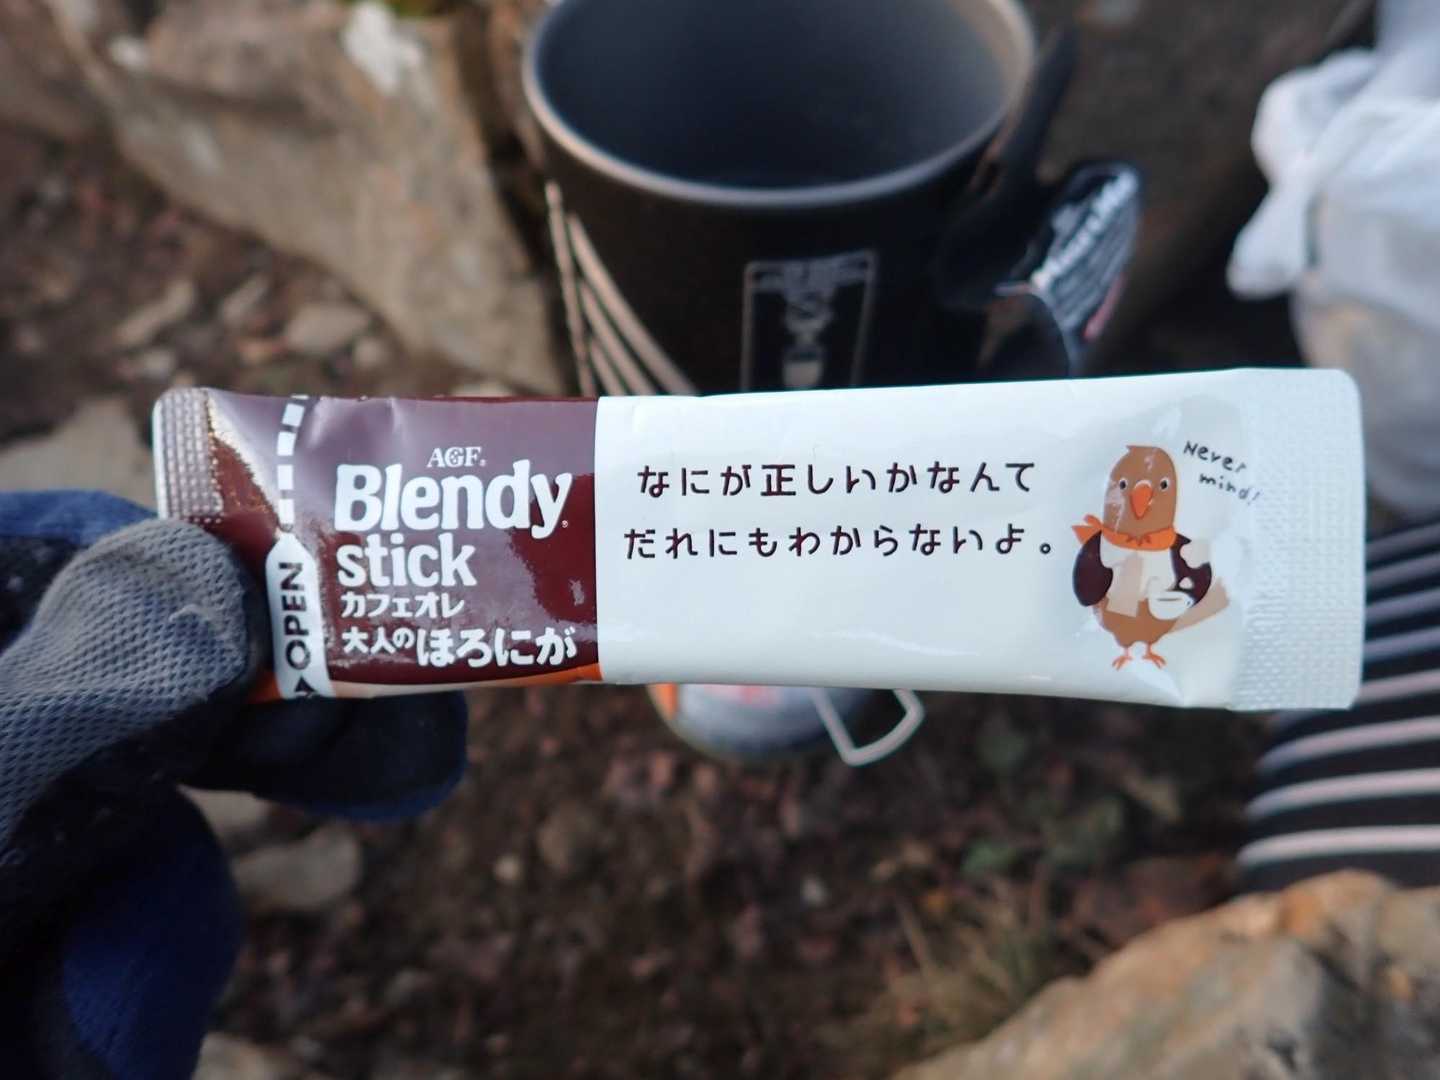 AGF®
Blendy®
stick
カフェオレ
大人のほろにが
OPEN
なにが正しいかなんて
だれにもわからないよ。
Never
mind!